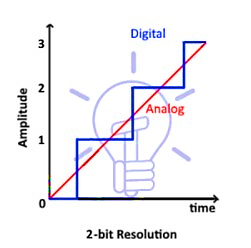 Digital
3
2
Analog
Amplitude
1
0
time
2-bit Resolution